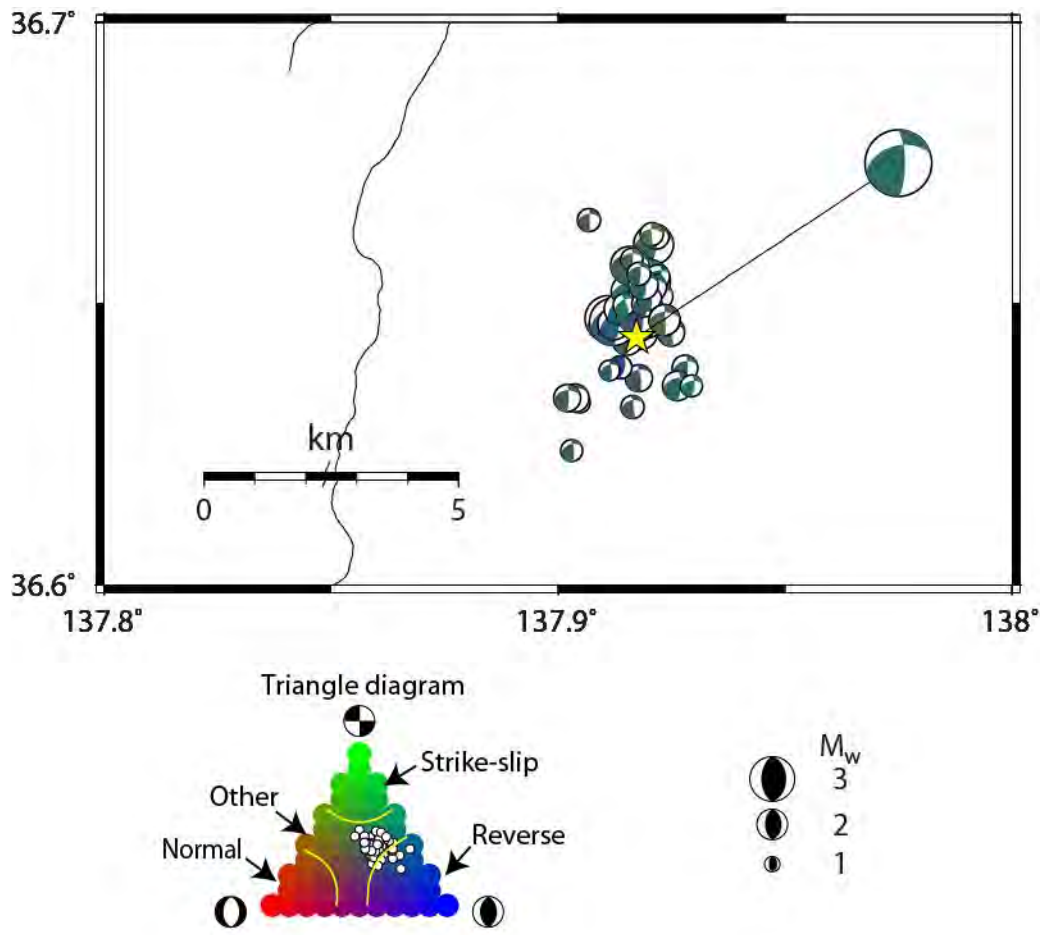 36.7°
km
0 5
36.6°
137.8° 137.9° 138°
Triangle diagram
Strike-slip
Other
Normal
Reverse
Mw
3
2
1